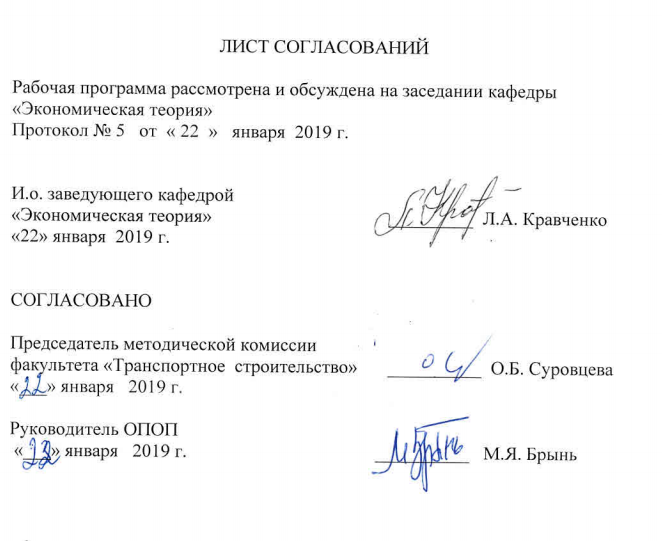 ЛИСТ СОГЛАСОВАНИЙ
Рабочая программа рассмотрена и обсуждена на заседании кафедры
«Экономическая теория»
Протокол № 5 от « 22 » января 2019 г.
И.о. заведующего кафедрой
«Экономическая теория»
«22» января 2019 г. Л.А. Кравченко
СОГЛАСОВАНО
Председатель методической комиссии
факультета «Транспортное строительство» О.Б. Суровцева
«22» января 2019 г.
Руководитель ОПОП
«22» января 2019 г. М.Я. Брынь